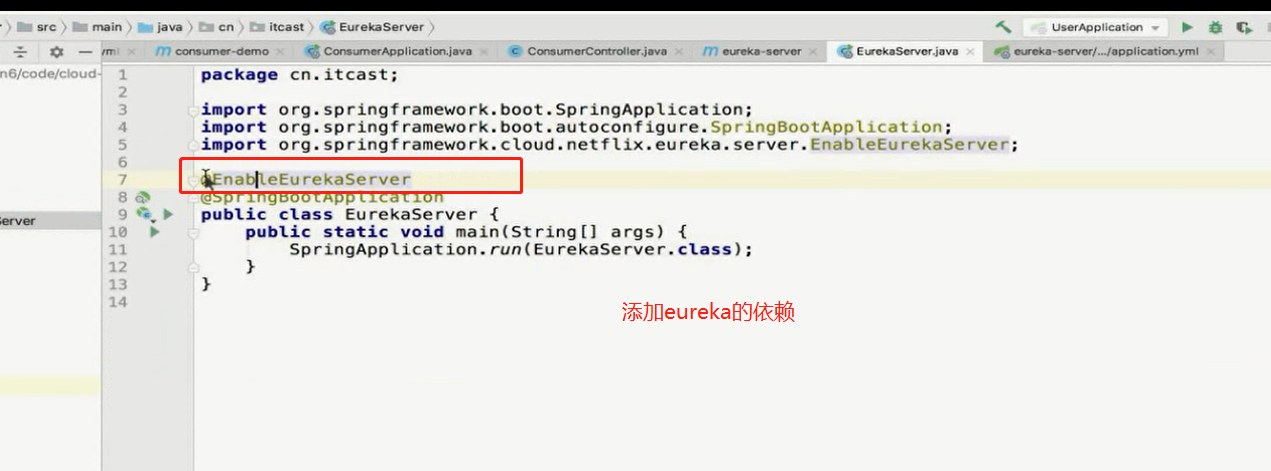 src main java cn itcast EurekaServer UserApplication
yml consumer-demo ConsumerApplication.java ConsumerController.java eureka-server EurekaServer.java eureka-server/.../application.yml
n6/code/cloud-
1 package cn.itcast;
2
3 import org.springframework.boot.SpringApplication;
4 import org.springframework.boot.autoconfigure.SpringBootApplication;
5 import org.springframework.cloud.netflix.eureka.server.EnableEurekaServer;
6
7 @EnableEurekaServer
8 @SpringBootApplication
erver
9 public class EurekaServer {
10 public static void main(String[] args) {
11 SpringApplication.run(EurekaServer.class);
12 }
13 }
14
添加eureka的依赖